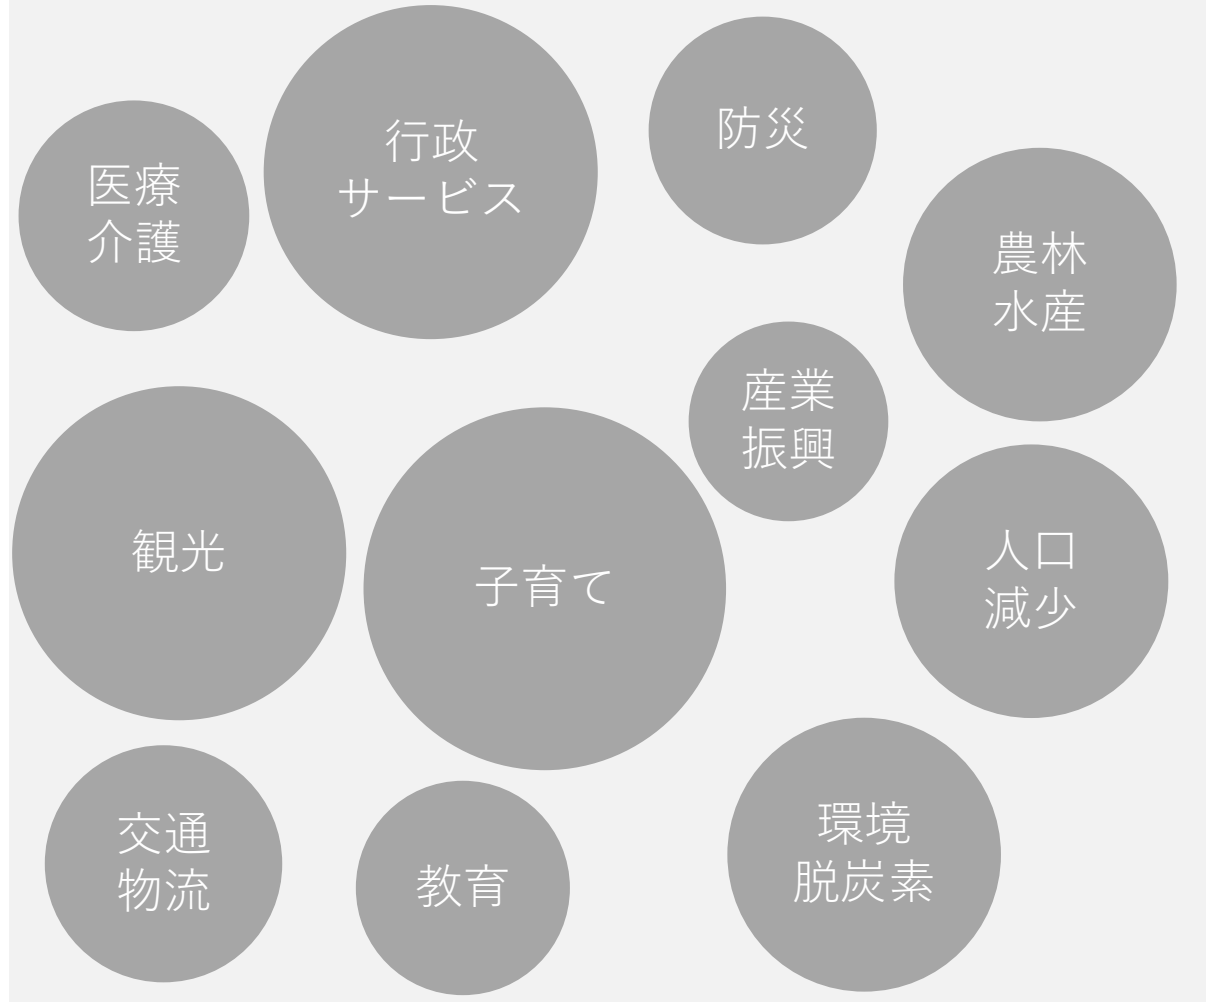 行政
サービス
防災
医療
介護
農林
水産
産業
振興
観光
子育て
人口
減少
交通
物流
教育
環境
脱炭素